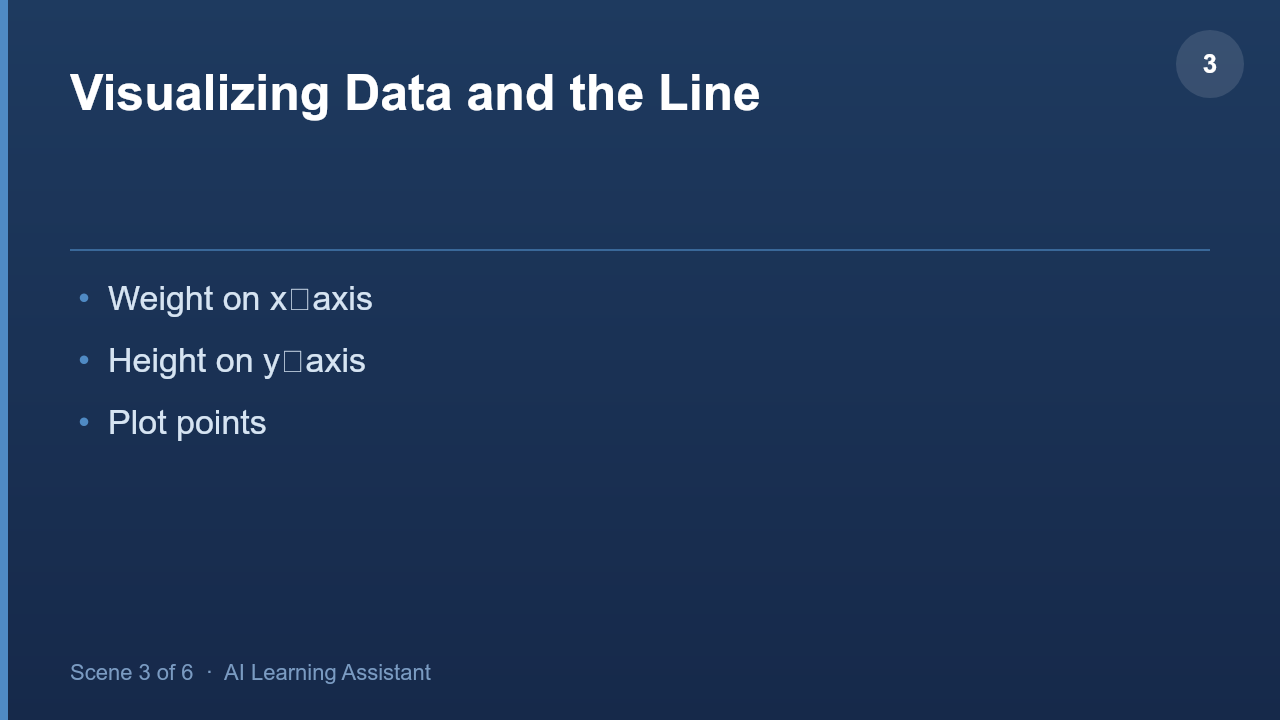 Visualizing Data and the Line
3
• Weight on x□axis
• Height on y□axis
• Plot points
Scene 3 of 6 · AI Learning Assistant